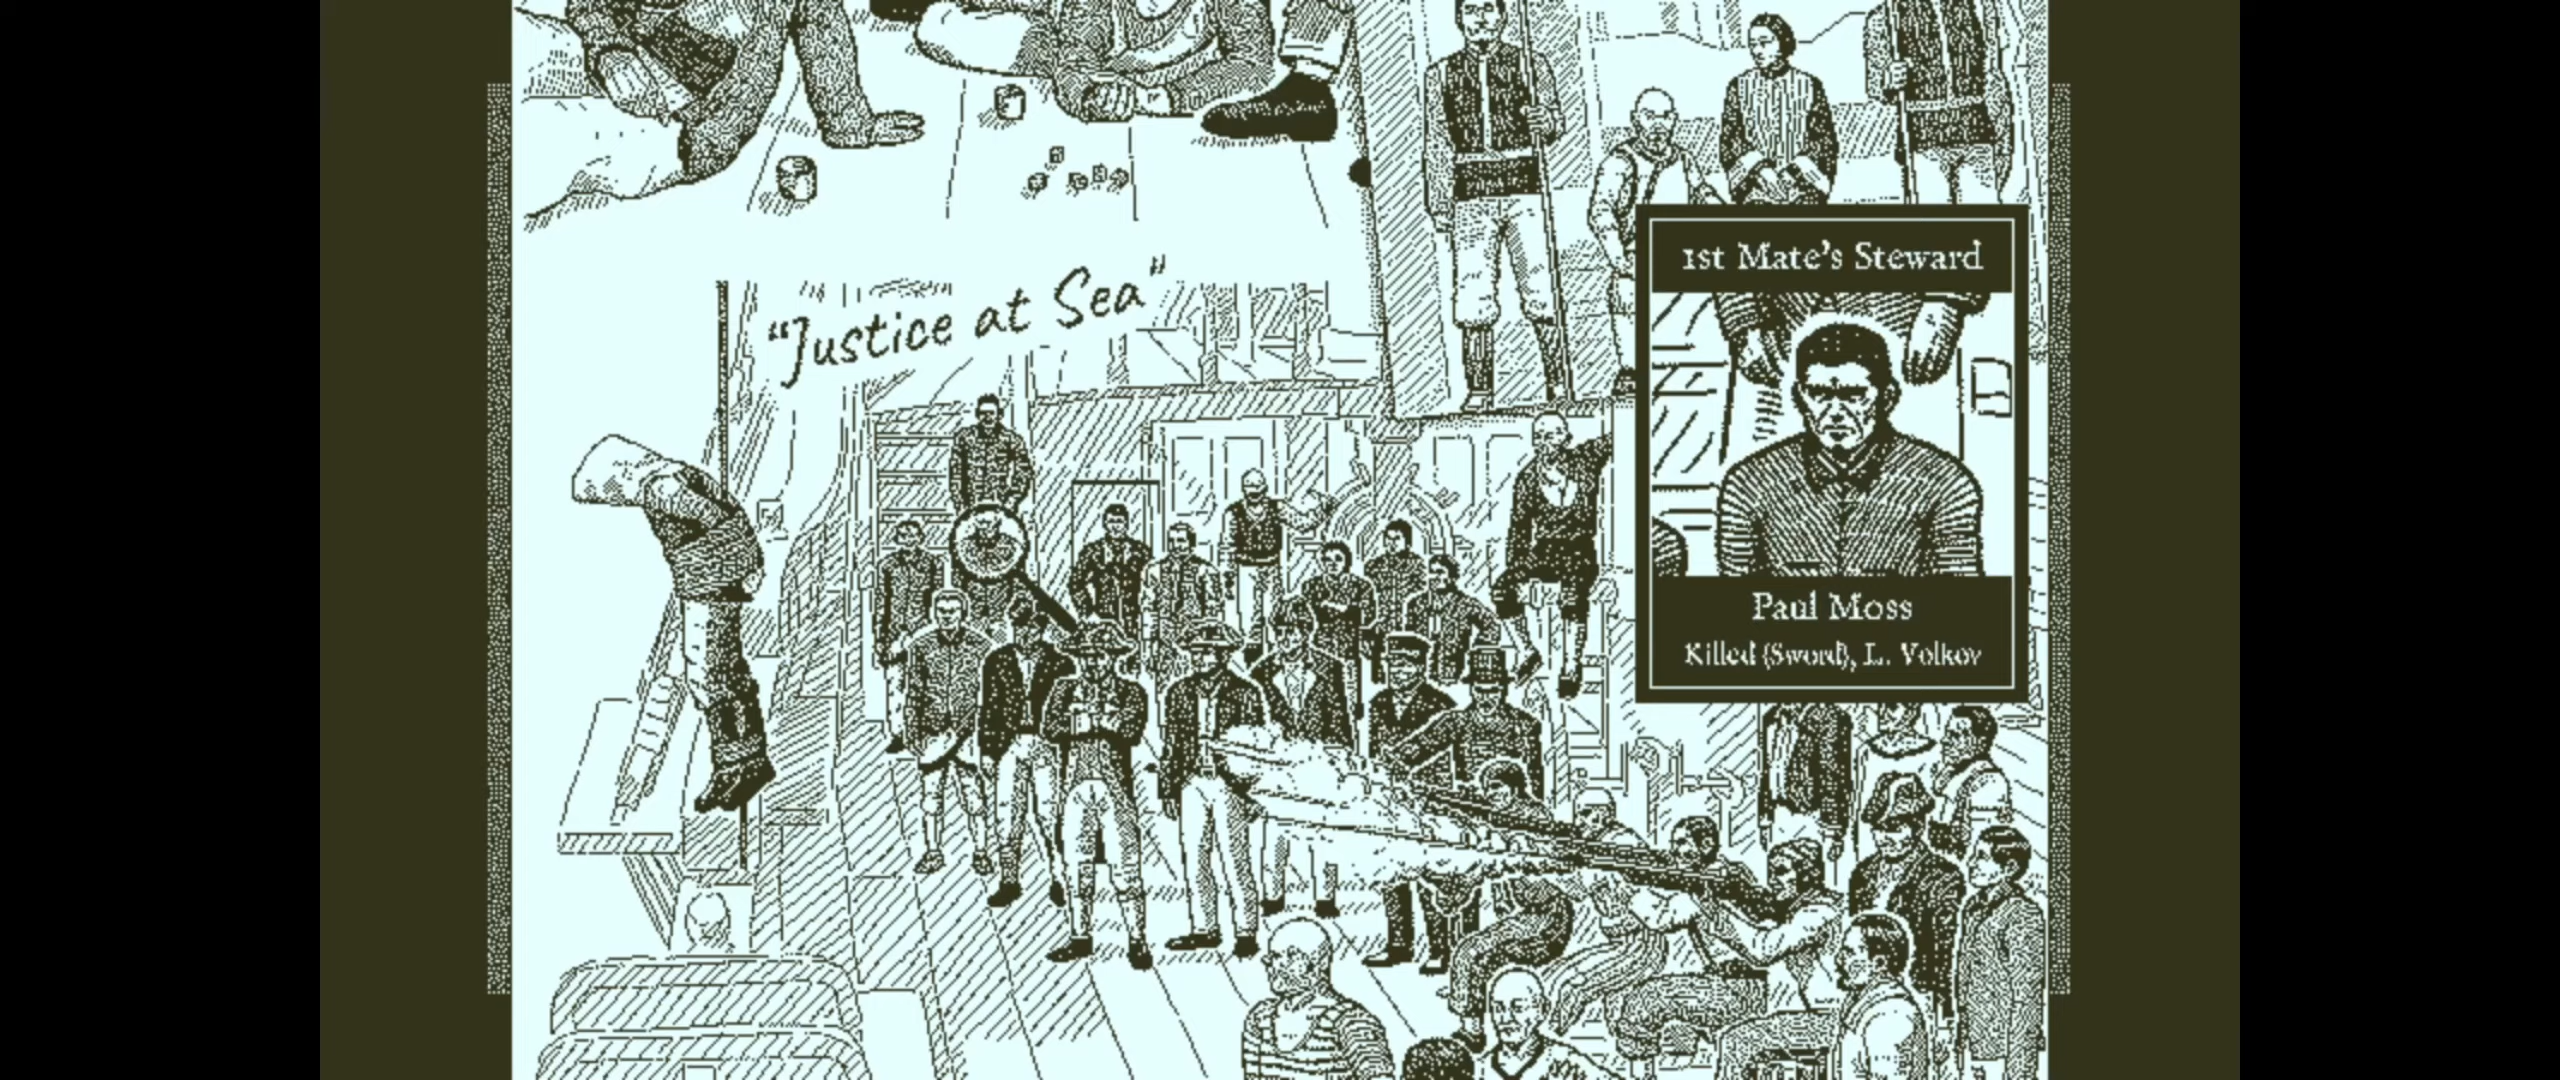 "Justice at Sea"
1st Mate's Steward
Paul Moss
Killed (Sword), L. Volkov